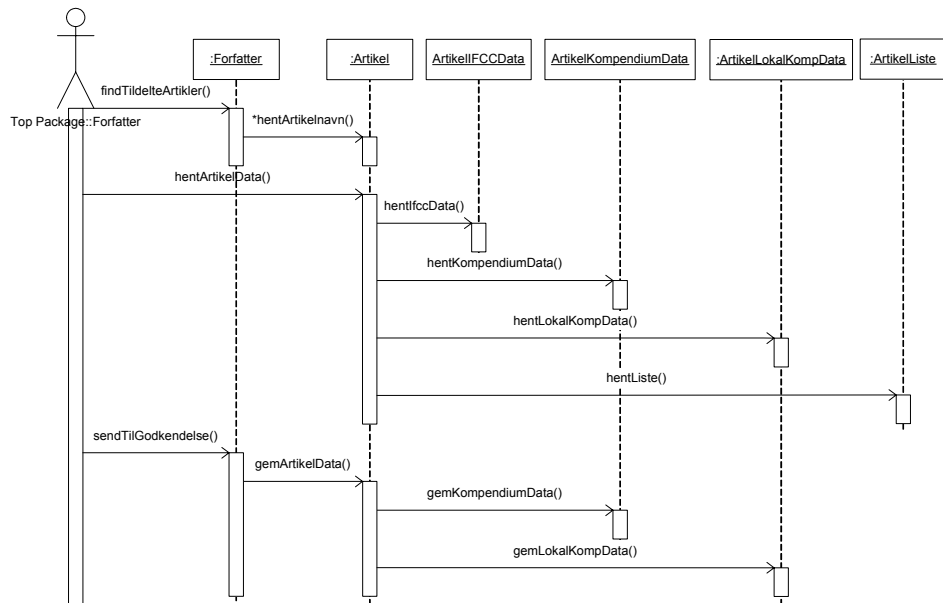 :Forfatter
:Artikel
ArtikelIFCCData
ArtikelKompendiumData
:ArtikelLokalKompData
:ArtikelListe
findTildelteArtikler()
Top Package::Forfatter
*hentArtikelnavn()
hentArtikelData()
hentIfccData()
hentKompendiumData()
hentLokalKompData()
hentListe()
sendTilGodkendelse()
gemArtikelData()
gemKompendiumData()
gemLokalKompData()